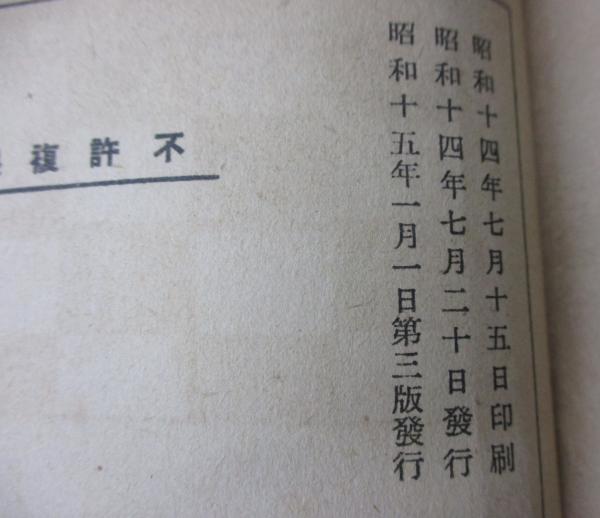 昭和十四年七月十五日印刷
昭和十四年七月二十日發行
昭和十五年一月一日第三版發行
不許復